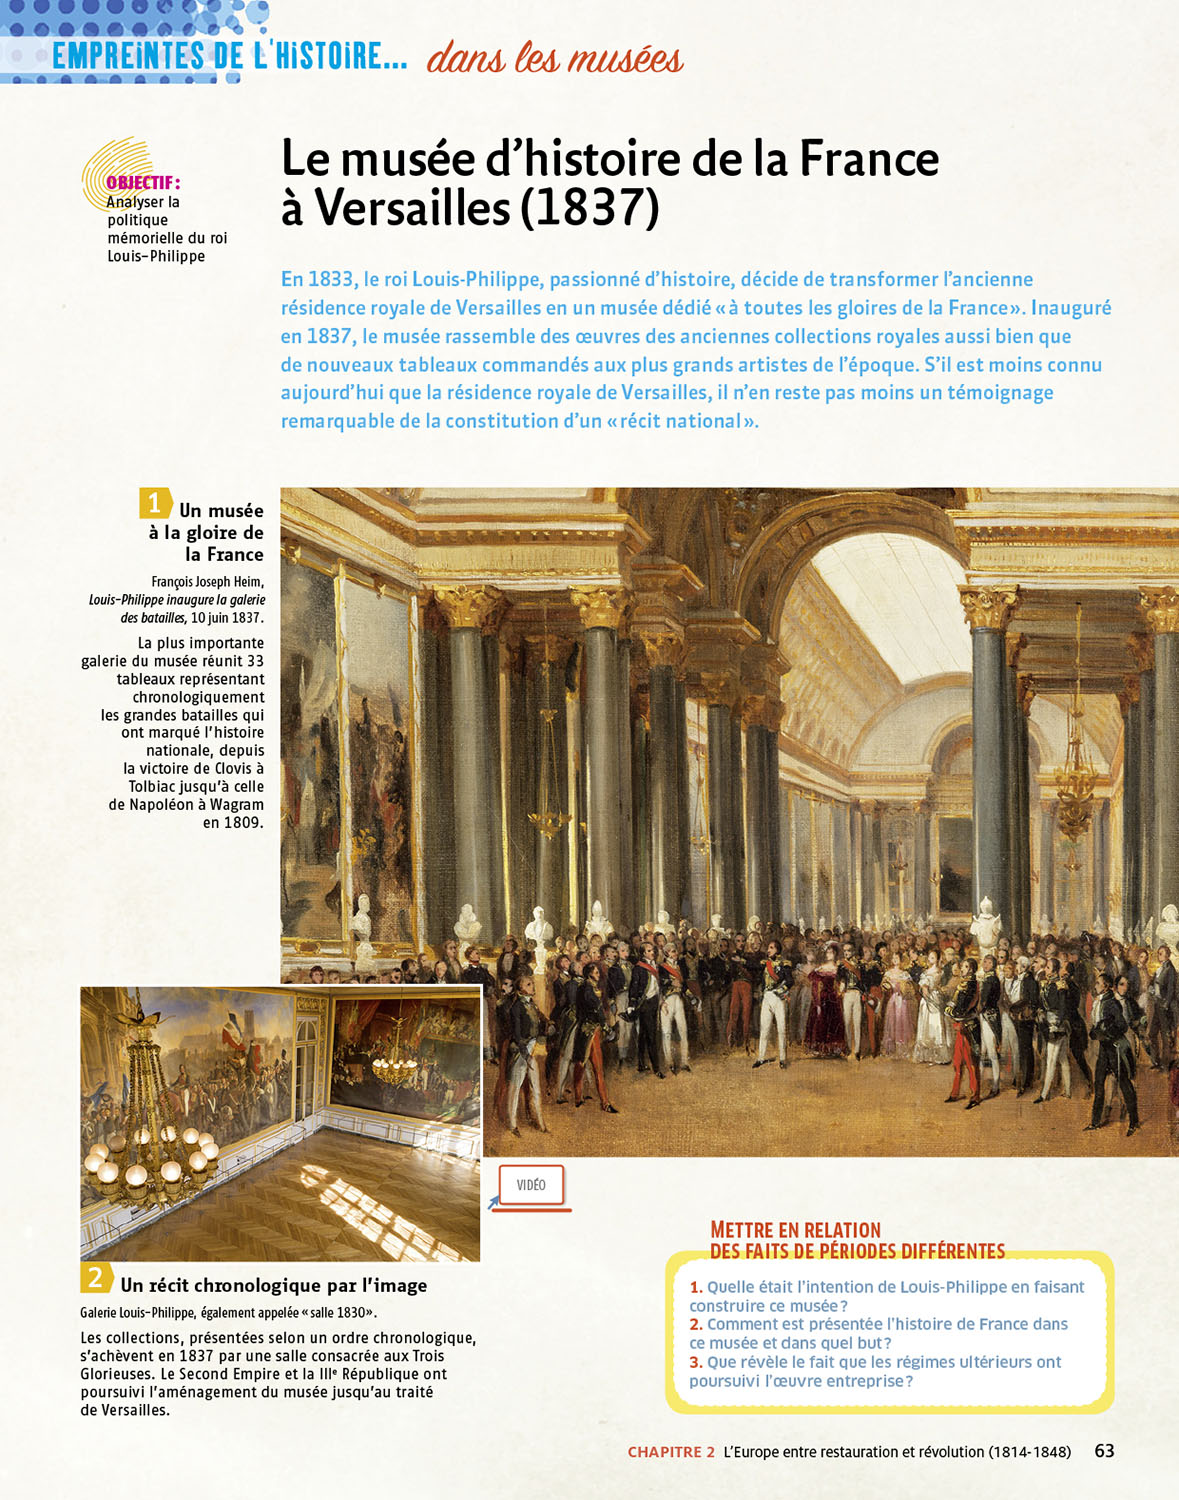 EMPREINTES DE L'HISTOIRE... dans les musées
OBJECTIF :
Analyser la
politique
mémorielle du roi
Louis-Philippe
Le musée d'histoire de la France
à Versailles (1837)
En 1833, le roi Louis-Philippe, passionné d'histoire, décide de transformer l'ancienne
résidence royale de Versailles en un musée dédié « à toutes les gloires de la France ». Inauguré
en 1837, le musée rassemble des œuvres des anciennes collections royales aussi bien que
de nouveaux tableaux commandés aux plus grands artistes de l'époque. S'il est moins connu
aujourd'hui que la résidence royale de Versailles, il n'en reste pas moins un témoignage
remarquable de la constitution d'un « récit national ».
1 Un musée
à la gloire de
la France
François Joseph Heim,
Louis-Philippe inaugure la galerie
des batailles, 10 juin 1837.
La plus importante
galerie du musée réunit 33
tableaux représentant
chronologiquement
les grandes batailles qui
ont marqué l'histoire
nationale, depuis
la victoire de Clovis à
Tolbiac jusqu'à celle
de Napoléon à Wagram
en 1809.
VIDÉO
2 Un récit chronologique par l'image
Galerie Louis-Philippe, également appelée « salle 1830 ».
Les collections, présentées selon un ordre chronologique,
s'achèvent en 1837 par une salle consacrée aux Trois
Glorieuses. Le Second Empire et la IIIe République ont
poursuivi l'aménagement du musée jusqu'au traité
de Versailles.
METTRE EN RELATION
DES FAITS DE PÉRIODES DIFFÉRENTES
1. Quelle était l'intention de Louis-Philippe en faisant
construire ce musée ?
2. Comment est présentée l'histoire de France dans
ce musée et dans quel but ?
3. Que révèle le fait que les régimes ultérieurs ont
poursuivi l'œuvre entreprise ?
CHAPITRE 2 L'Europe entre restauration et révolution (1814-1848) 63